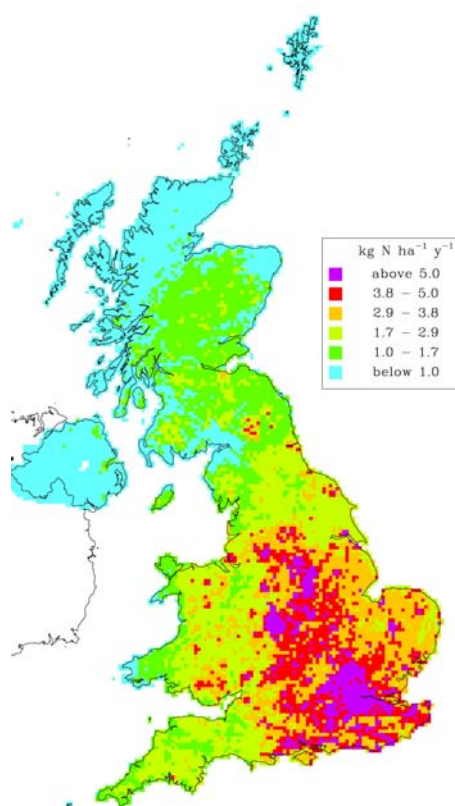 kg N ha⁻¹ y⁻¹
above 5.0
3.8 – 5.0
2.9 – 3.8
1.7 – 2.9
1.0 – 1.7
below 1.0